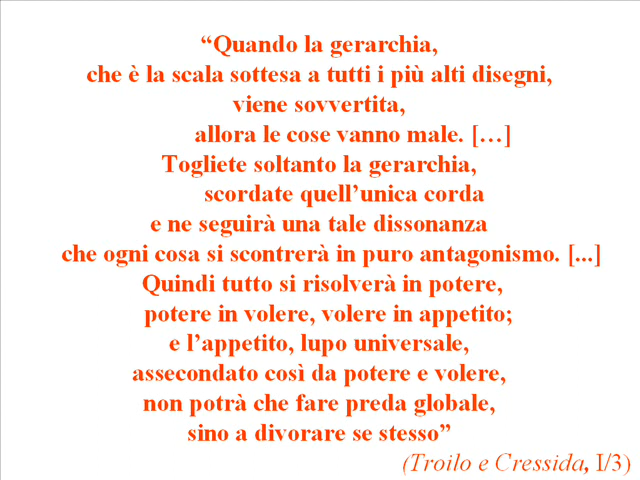 “Quando la gerarchia,
che è la scala sottesa a tutti i più alti disegni,
viene sovvertita,
allora le cose vanno male. […]
Togliete soltanto la gerarchia,
scordate quell’unica corda
e ne seguirà una tale dissonanza
che ogni cosa si scontrerà in puro antagonismo. [...]
Quindi tutto si risolverà in potere,
potere in volere, volere in appetito;
e l’appetito, lupo universale,
assecondato così da potere e volere,
non potrà che fare preda globale,
sino a divorare se stesso”
(Troilo e Cressida, I/3)